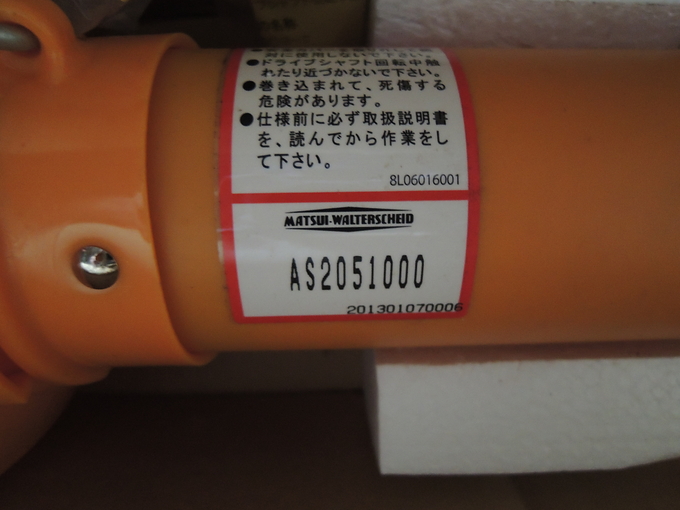 対に使用しないで下さい。
●ドライブシャフト回転中触
れたり近づかないで下さい。
●巻き込まれて、死傷する
危険があります。
●仕様前に必ず取扱説明書
を、読んでから作業をし
て下さい。
8L06016001
MATSUI-WALTERSCHEID
AS2051000
201301070006